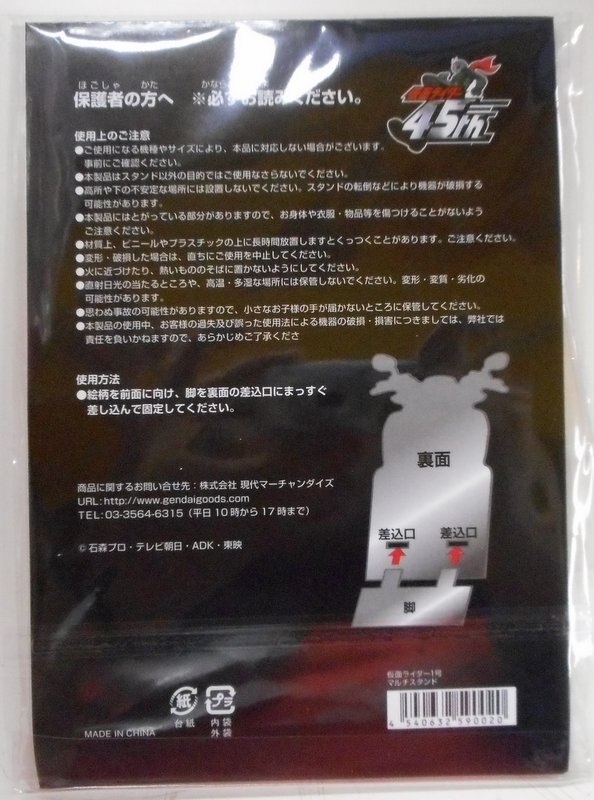 ほごしゃ かた
保護者の方へ ※必ずお読みください。
仮面ライダー
45th
使用上のご注意
●ご使用になる機種やサイズにより、本品に対応しない場合がございます。
事前にご確認ください。
●本製品はスタンド以外の目的ではご使用なさらないでください。
●高所や下の不安定な場所には設置しないでください。スタンドの転倒などにより機器が破損する
可能性があります。
●本製品にはとがっている部分がありますので、お身体や衣服・物品等を傷つけることがないよう
ご注意ください。
●材質上、ビニールやプラスチックの上に長時間放置しますとくっつくことがあります。ご注意ください。
●変形・破損した場合は、直ちにご使用を中止してください。
●火に近づけたり、熱いもののそばに置かないようにしてください。
●直射日光の当たるところや、高温・多湿な場所には保管しないでください。変形・変質・劣化の
可能性があります。
●思わぬ事故の可能性がありますので、小さなお子様の手が届かないところに保管してください。
●本製品の使用中、お客様の過失及び誤った使用法による機器の破損・損害につきましては、弊社では
責任を負いかねますので、あらかじめご了承くださ
使用方法
●絵柄を前面に向け、脚を裏面の差込口にまっすぐ
差し込んで固定してください。
裏面
差込口 差込口
脚
商品に関するお問い合せ先：株式会社 現代マーチャンダイズ
URL:http://www.gendaigoods.com
TEL:03-3564-6315（平日10時から17時まで）
©石森プロ・テレビ朝日・ADK・東映
仮面ライダー1号
マルチスタンド
4 540632 590020
紙 プラ
台紙 内袋
外袋
MADE IN CHINA